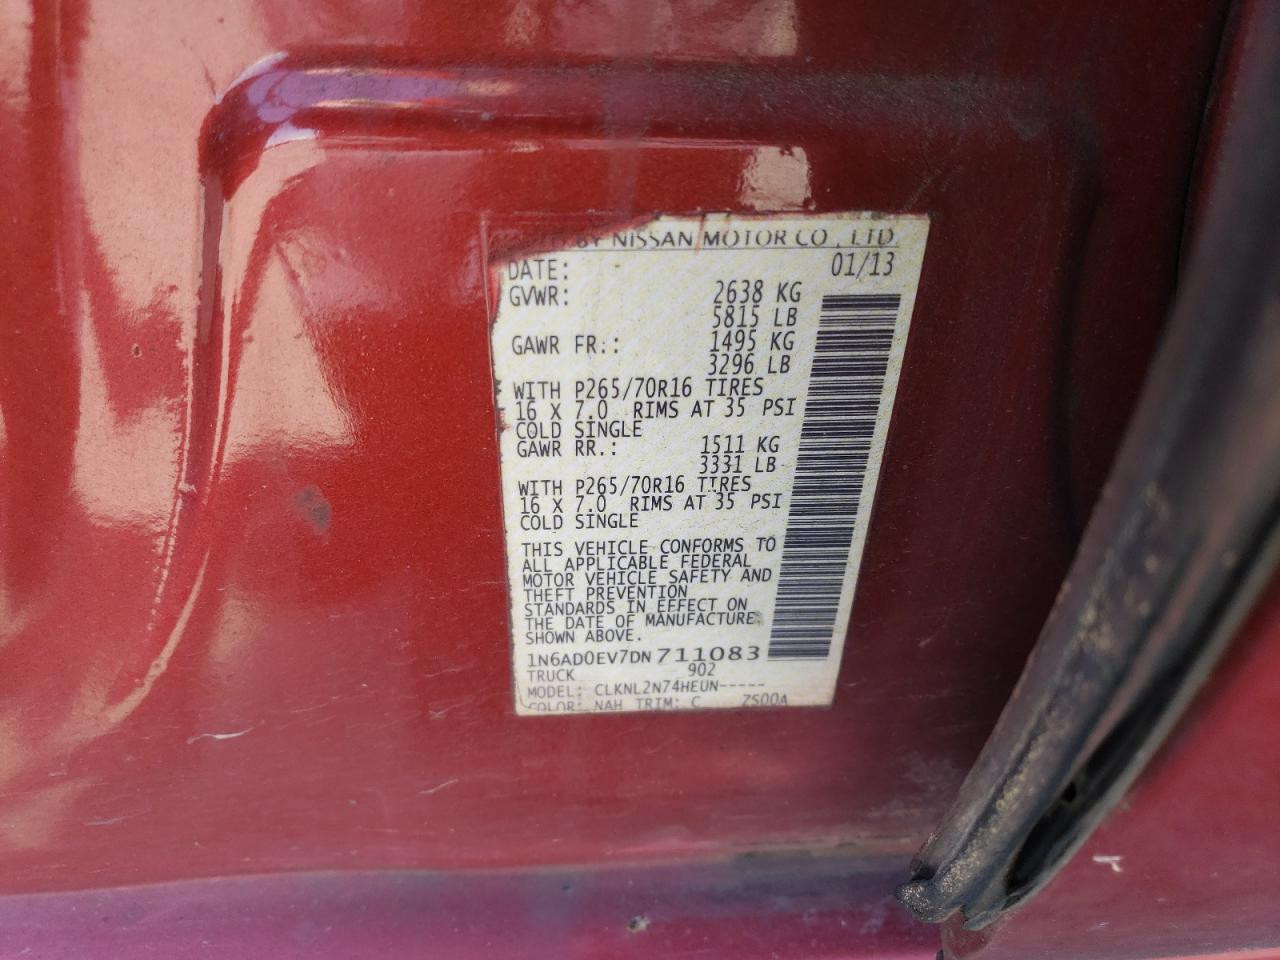 BY NISSAN MOTOR CO., LTD.
DATE: 01/13
GVWR: 2638 KG
5815 LB
GAWR FR.: 1495 KG
3296 LB
WITH P265/70R16 TIRES
16 X 7.0 RIMS AT 35 PSI
COLD SINGLE
GAWR RR.: 1511 KG
3331 LB
WITH P265/70R16 TIRES
16 X 7.0 RIMS AT 35 PSI
COLD SINGLE
THIS VEHICLE CONFORMS TO
ALL APPLICABLE FEDERAL
MOTOR VEHICLE SAFETY AND
THEFT PREVENTION
STANDARDS IN EFFECT ON
THE DATE OF MANUFACTURE
SHOWN ABOVE.
1N6AD0EV7DN711083
TRUCK 902
MODEL: CLKNL2N74HEUN-----
COLOR: NAH TRIM: C ZS00A